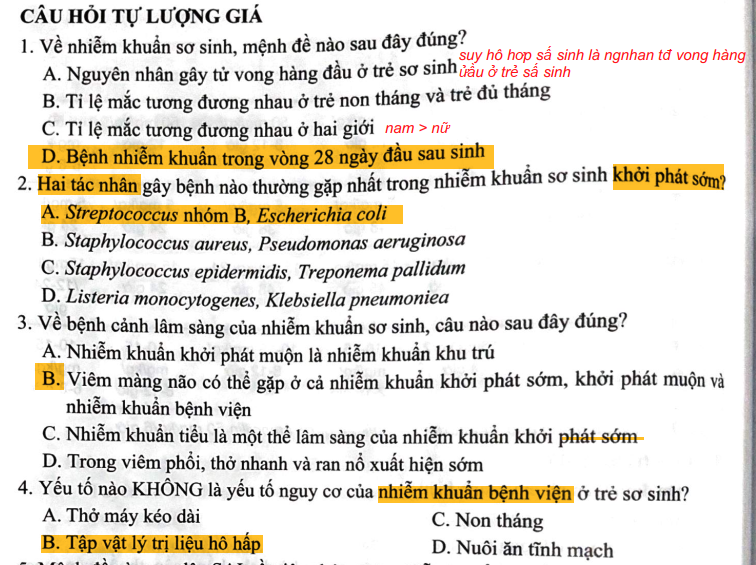 CÂU HỎI TỰ LƯỢNG GIÁ
1. Về nhiễm khuẩn sơ sinh, mệnh đề nào sau đây đúng?
suy hô hơp sấ sinh là ngnhan tđ vong hàng
A. Nguyên nhân gây tử vong hàng đầu ở trẻ sơ sinh
ửầu ở trẻ sấ sinh
B. Tỉ lệ mắc tương đương nhau ở trẻ non tháng và trẻ đủ tháng
C. Tỉ lệ mắc tương đương nhau ở hai giới nam > nữ
D. Bệnh nhiễm khuẩn trong vòng 28 ngày đầu sau sinh
2. Hai tác nhân gây bệnh nào thường gặp nhất trong nhiễm khuẩn sơ sinh khởi phát sớm?
A. Streptococcus nhóm B, Escherichia coli
B. Staphylococcus aureus, Pseudomonas aeruginosa
C. Staphylococcus epidermidis, Treponema pallidum
D. Listeria monocytogenes, Klebsiella pneumoniea
3. Về bệnh cảnh lâm sàng của nhiễm khuẩn sơ sinh, câu nào sau đây đúng?
A. Nhiễm khuẩn khởi phát muộn là nhiễm khuẩn khu trú
B. Viêm màng não có thể gặp ở cả nhiễm khuẩn khởi phát sớm, khởi phát muộn và
nhiễm khuẩn bệnh viện
C. Nhiễm khuẩn tiểu là một thể lâm sàng của nhiễm khuẩn khởi phát sớm
D. Trong viêm phổi, thở nhanh và ran nổ xuất hiện sớm
4. Yếu tố nào KHÔNG là yếu tố nguy cơ của nhiễm khuẩn bệnh viện ở trẻ sơ sinh?
A. Thở máy kéo dài
C. Non tháng
B. Tập vật lý trị liệu hô hấp
D. Nuôi ăn tĩnh mạch